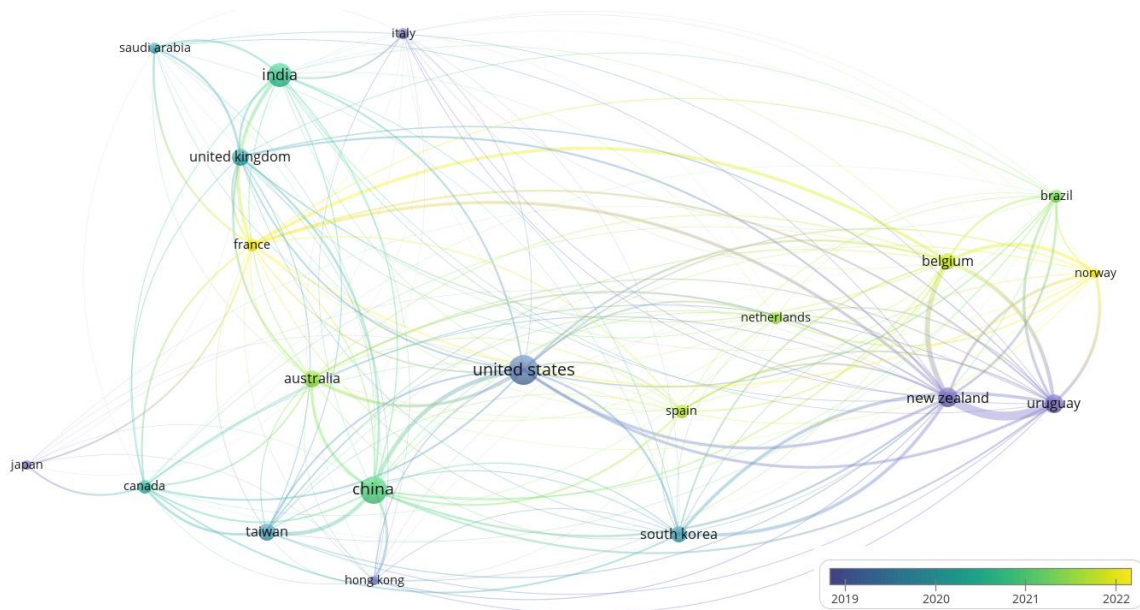 italy
saudi arabia
india
united kingdom
brazil
france
belgium
norway
netherlands
united states
australia
new zealand
uruguay
spain
japan
canada
china
taiwan
south korea
hong kong
2019 2020 2021 2022